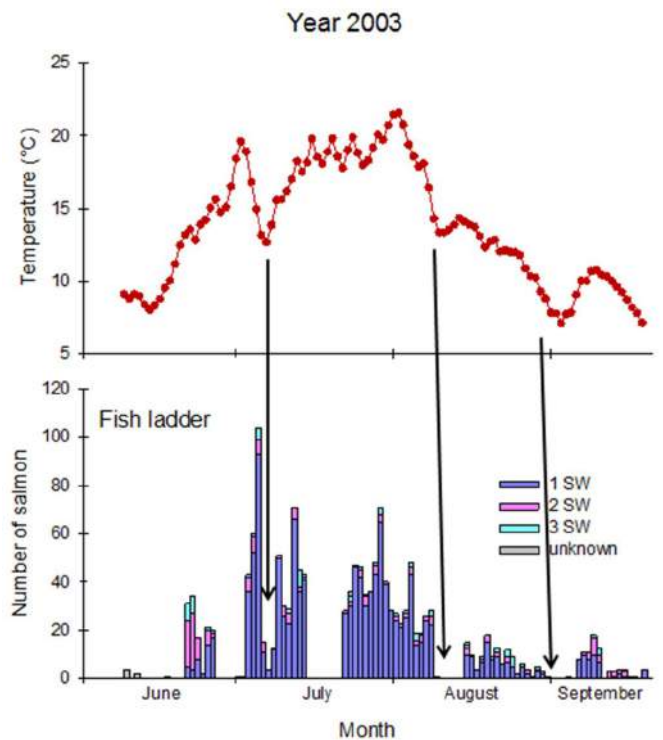 Year 2003
25
20
15
10
5
Temperature (°C)
120
100
80
60
40
20
0
Number of salmon
Fish ladder
1 SW
2 SW
3 SW
unknown
June July August September
Month